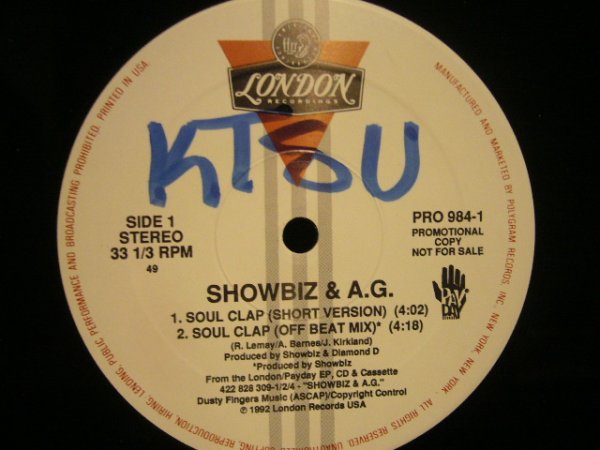 LONDON
RECORDINGS
KTSU
SIDE 1
STEREO
33 1/3 RPM
49
PRO 984-1
PROMOTIONAL
COPY
NOT FOR SALE
PAY
DAY
SHOWBIZ & A.G.
1. SOUL CLAP (SHORT VERSION) (4:02)
2. SOUL CLAP (OFF BEAT MIX)* (4:18)
(R. Lemay/A. Barnes/J. Kirkland)
Produced by Showbiz & Diamond D
*Produced by Showbiz
From the London/Payday EP, CD & Cassette
422 828 309-1/2/4 - "SHOWBIZ & A.G."
Dusty Fingers Music (ASCAP)/Copyright Control
℗ 1992 London Records USA
MANUFACTURED AND MARKETED BY POLYGRAM RECORDS, INC., NEW YORK, NEW YORK. ALL RIGHTS RESERVED. UNAUTHORIZED COPYING, REPRODUCTION, HIRING, LENDING, PUBLIC PERFORMANCE AND BROADCASTING PROHIBITED. PRINTED IN USA.